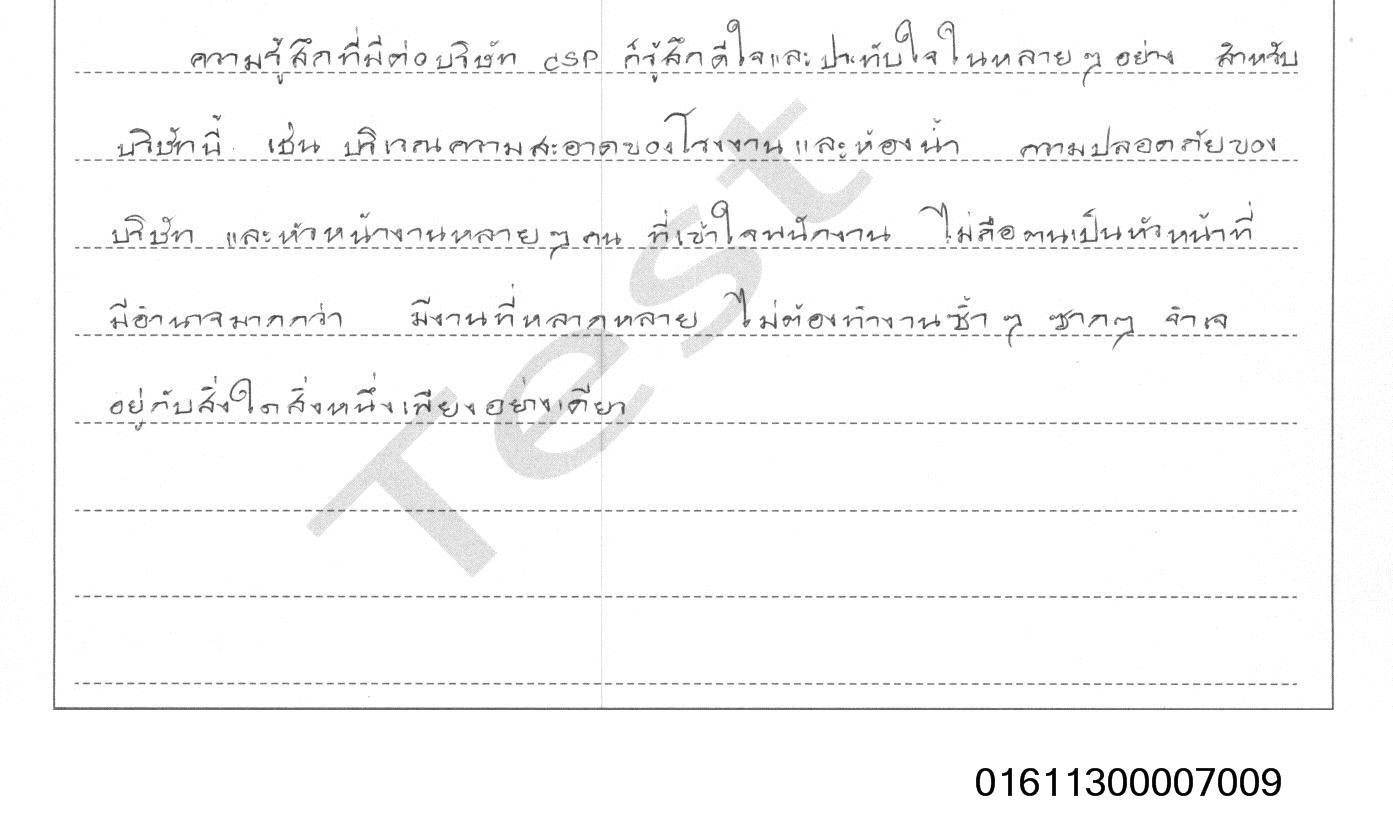 ความรู้สึกที่มีต่อบริษัท CSP ก็รู้สึกดีใจและประทับใจในหลายๆอย่าง สำหรับ
บริษัทนี้ เช่น บริเวณความสะอาดของโรงงานและห้องน้ำ ความปลอดภัยของ
บริษัท และหัวหน้างานหลายๆคน ที่เข้าใจพนักงาน ไม่ถือตนเป็นหัวหน้าที่
มีอำนาจมากกว่า มีงานที่หลากหลาย ไม่ต้องทำงานซ้ำๆ ซากๆ จำเจ
อยู่กับสิ่งใดสิ่งหนึ่งเพียงอย่างเดียว
Test
01611300007009